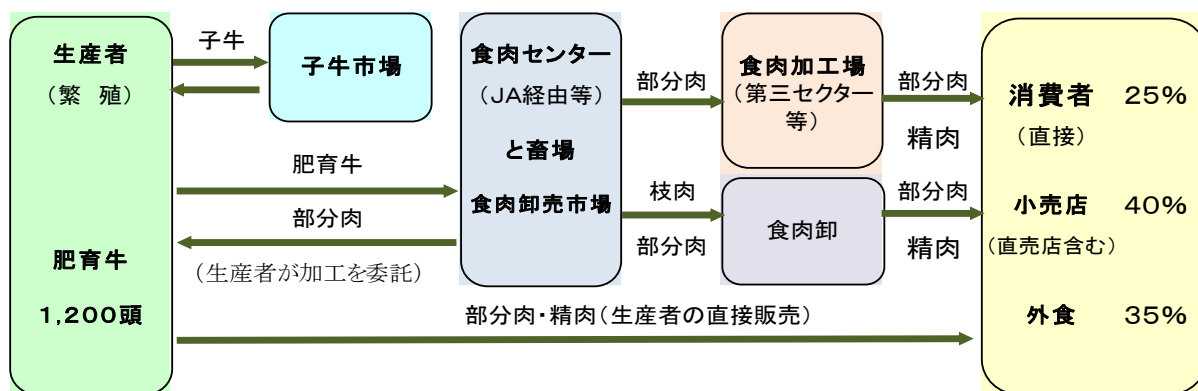 生産者
（繁　殖）
肥育牛
1,200頭
子牛
子牛市場
肥育牛
部分肉
（生産者が加工を委託）
食肉センター
（JA経由等）
と畜場
食肉卸売市場
部分肉
枝肉
部分肉
食肉加工場
（第三セクター
等）
食肉卸
部分肉
精肉
部分肉
精肉
部分肉・精肉（生産者の直接販売）
消費者　25％
（直接）
小売店　40％
（直売店含む）
外食　35％